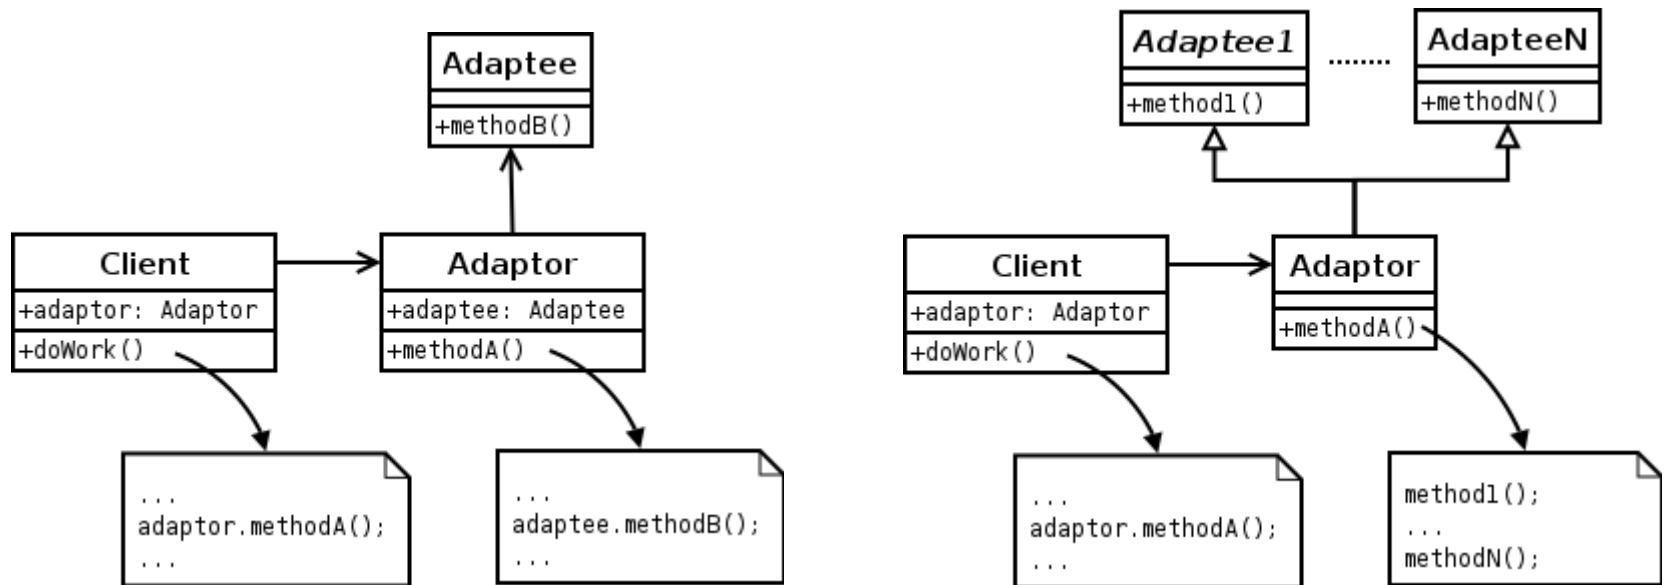 Adaptee
+methodB()
Client
+adaptor: Adaptor
+doWork()
Adaptor
+adaptee: Adaptee
+methodA()
...
adaptor.methodA();
...
...
adaptee.methodB();
...
Adaptee1
+method1()
........
AdapteeN
+methodN()
Client
+adaptor: Adaptor
+doWork()
Adaptor
+methodA()
...
adaptor.methodA();
...
method1();
...
methodN();